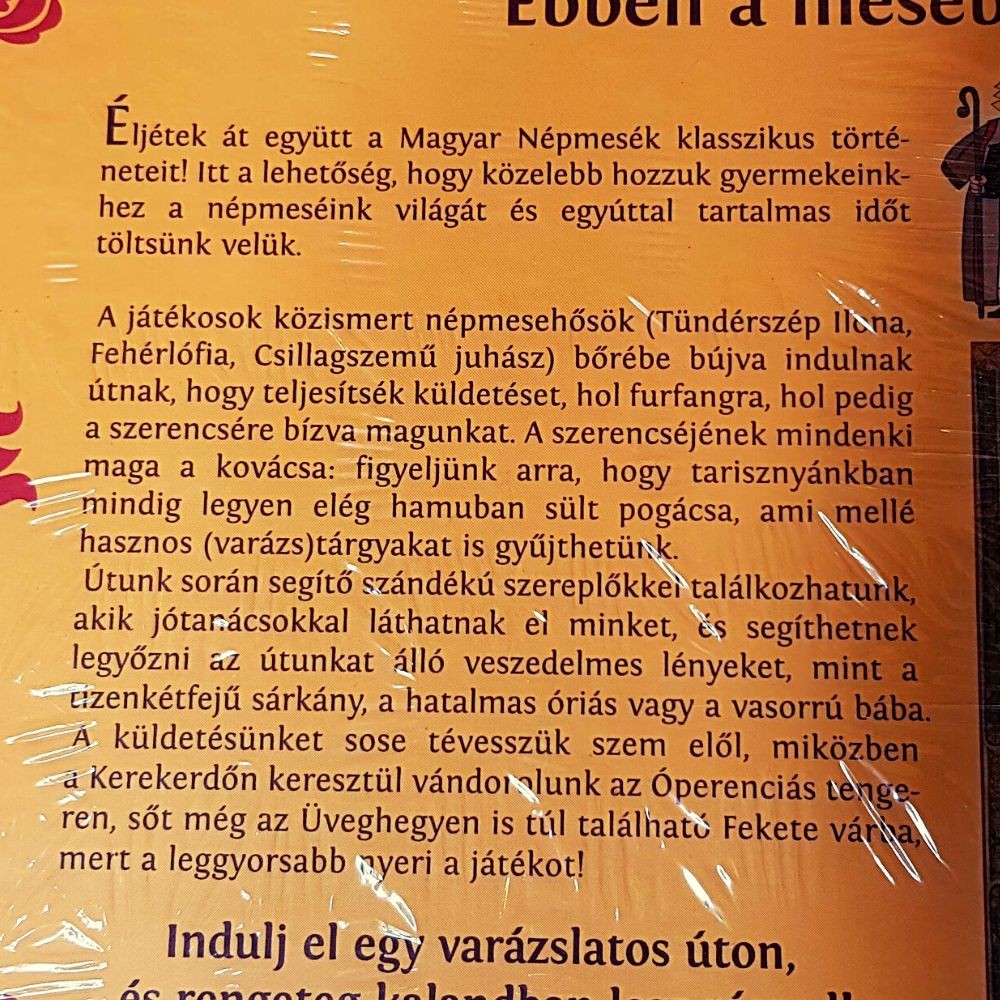 Ebben a meséb
Éljétek át együtt a Magyar Népmesék klasszikus törté-
neteit! Itt a lehetőség, hogy közelebb hozzuk gyermekeink-
hez a népmeséink világát és egyúttal tartalmas időt
töltsünk velük.
A játékosok közismert népmesehősök (Tündérszép Ilona,
Fehérlófia, Csillagszemű juhász) bőrébe bújva indulnak
útnak, hogy teljesítsék küldetéset, hol furfangra, hol pedig
a szerencsére bízva magunkat. A szerencséjének mindenki
maga a kovácsa: figyeljünk arra, hogy tarisznyánkban
mindig legyen elég hamuban sült pogácsa, ami mellé
hasznos (varázs)tárgyakat is gyűjthetünk.
Útunk során segítő szándékú szereplőkkel találkozhatunk,
akik jótanácsokkal láthatnak el minket, és segíthetnek
legyőzni az útunkat álló veszedelmes lényeket, mint a
tizenkétfejű sárkány, a hatalmas óriás vagy a vasorrú bába.
A küldetésünket sose tévesszük szem elől, miközben
a Kerekerdőn keresztül vándorolunk az Óperenciás tenge-
ren, sőt még az Üveghegyen is túl található Fekete várba,
mert a leggyorsabb nyeri a játékot!
Indulj el egy varázslatos úton,
és rengeteg kalandban